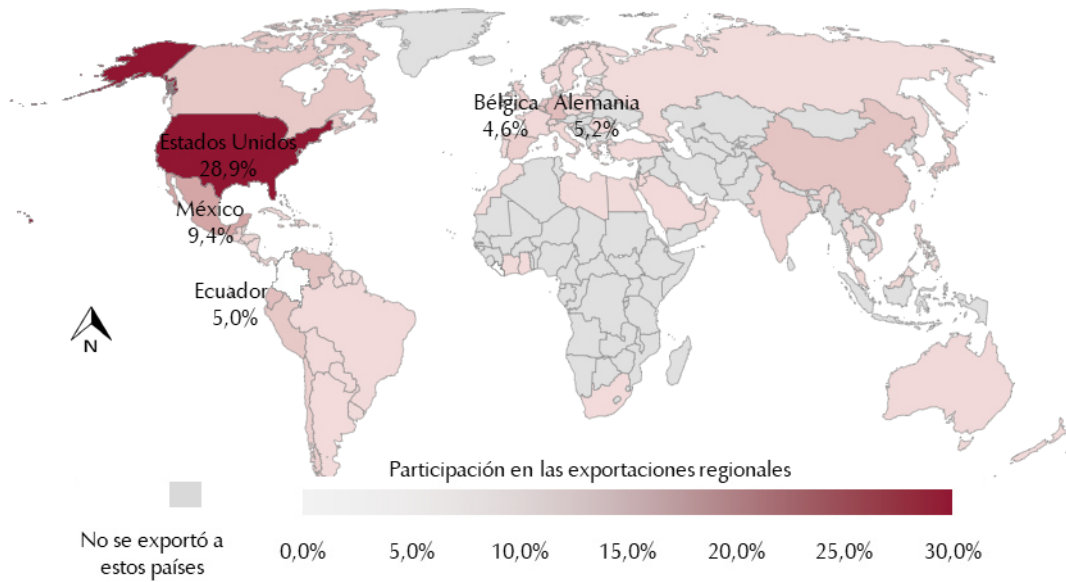 Bélgica
4,6%
Alemania
5,2%
Estados Unidos
28,9%
México
9,4%
Ecuador
5,0%
N
Participación en las exportaciones regionales
No se exportó a
estos países
0,0% 5,0% 10,0% 15,0% 20,0% 25,0% 30,0%